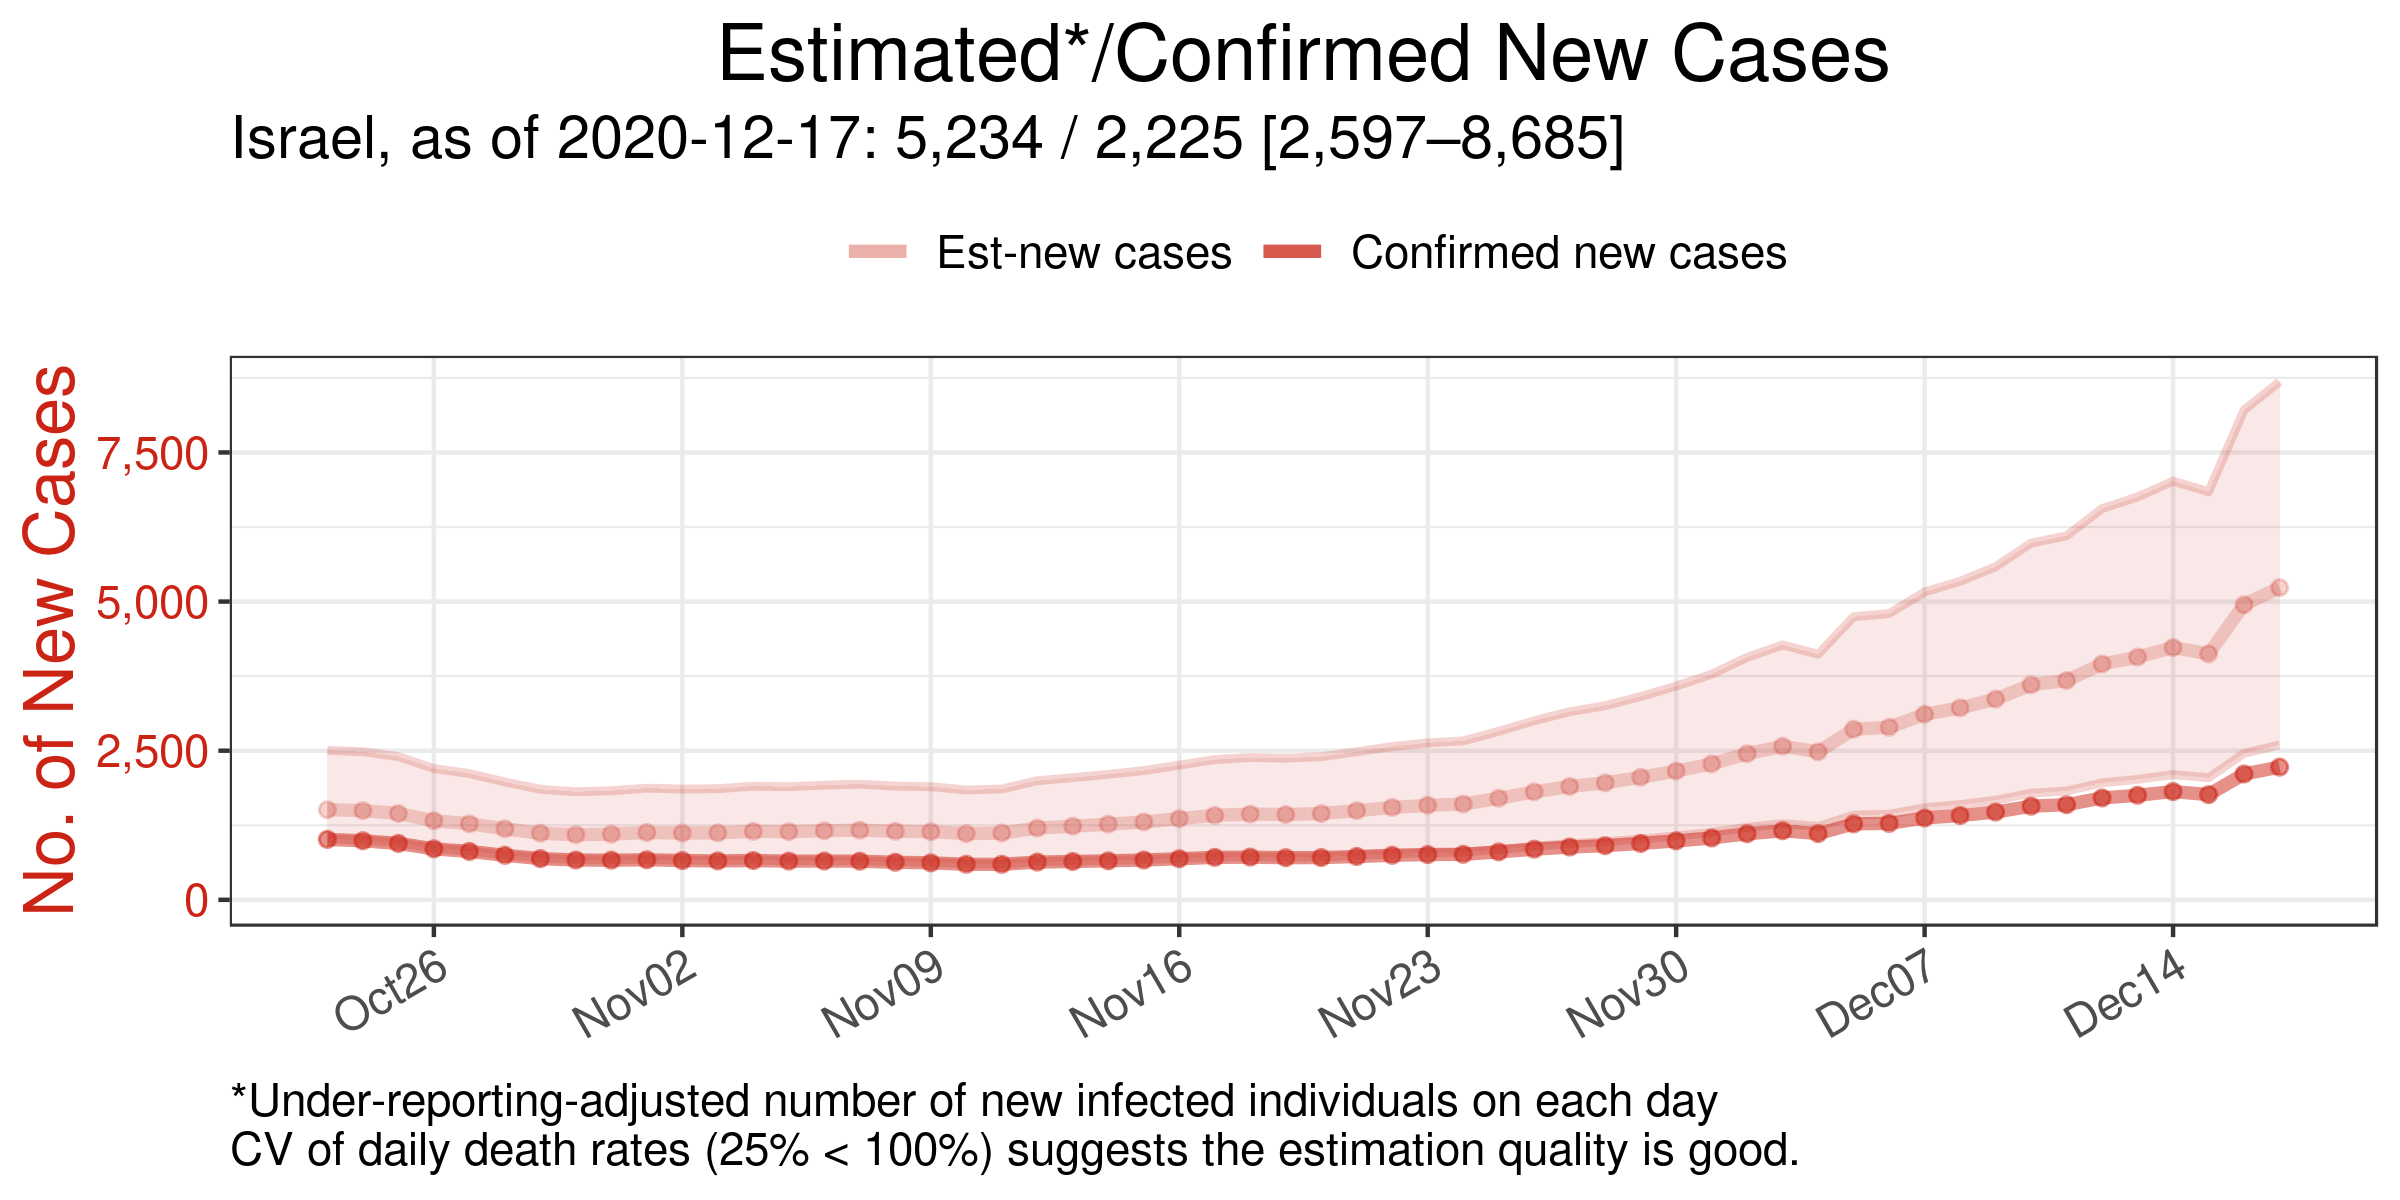 Estimated*/Confirmed New Cases
Israel, as of 2020-12-17: 5,234 / 2,225 [2,597–8,685]
Est-new cases
Confirmed new cases
No. of New Cases
7,500
5,000
2,500
0
Oct26
Nov02
Nov09
Nov16
Nov23
Nov30
Dec07
Dec14
*Under-reporting-adjusted number of new infected individuals on each day
CV of daily death rates (25% < 100%) suggests the estimation quality is good.